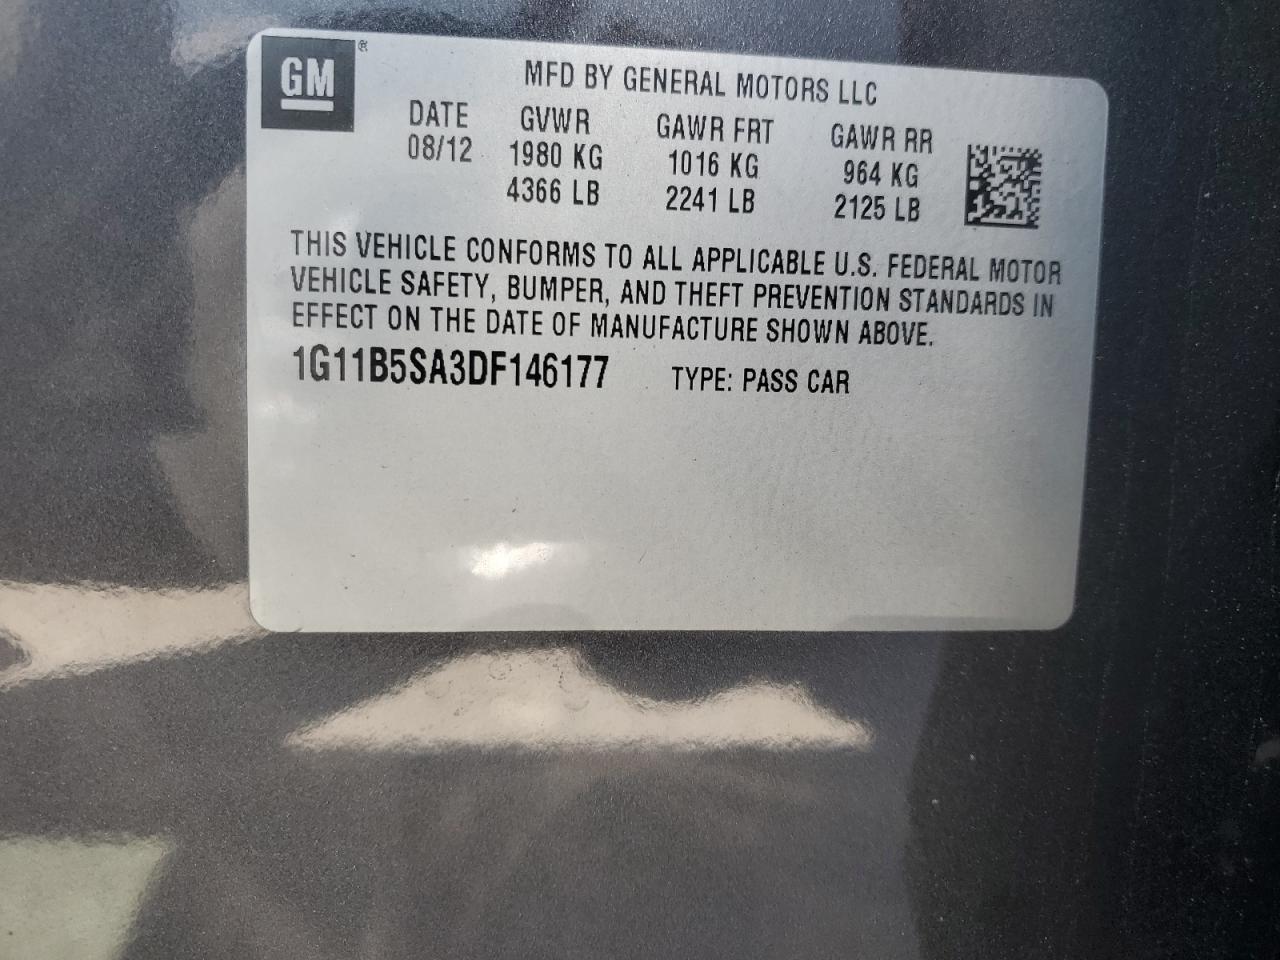 GM®
MFD BY GENERAL MOTORS LLC
DATE GVWR GAWR FRT GAWR RR
08/12 1980 KG 1016 KG 964 KG
4366 LB 2241 LB 2125 LB
THIS VEHICLE CONFORMS TO ALL APPLICABLE U.S. FEDERAL MOTOR
VEHICLE SAFETY, BUMPER, AND THEFT PREVENTION STANDARDS IN
EFFECT ON THE DATE OF MANUFACTURE SHOWN ABOVE.
1G11B5SA3DF146177 TYPE: PASS CAR